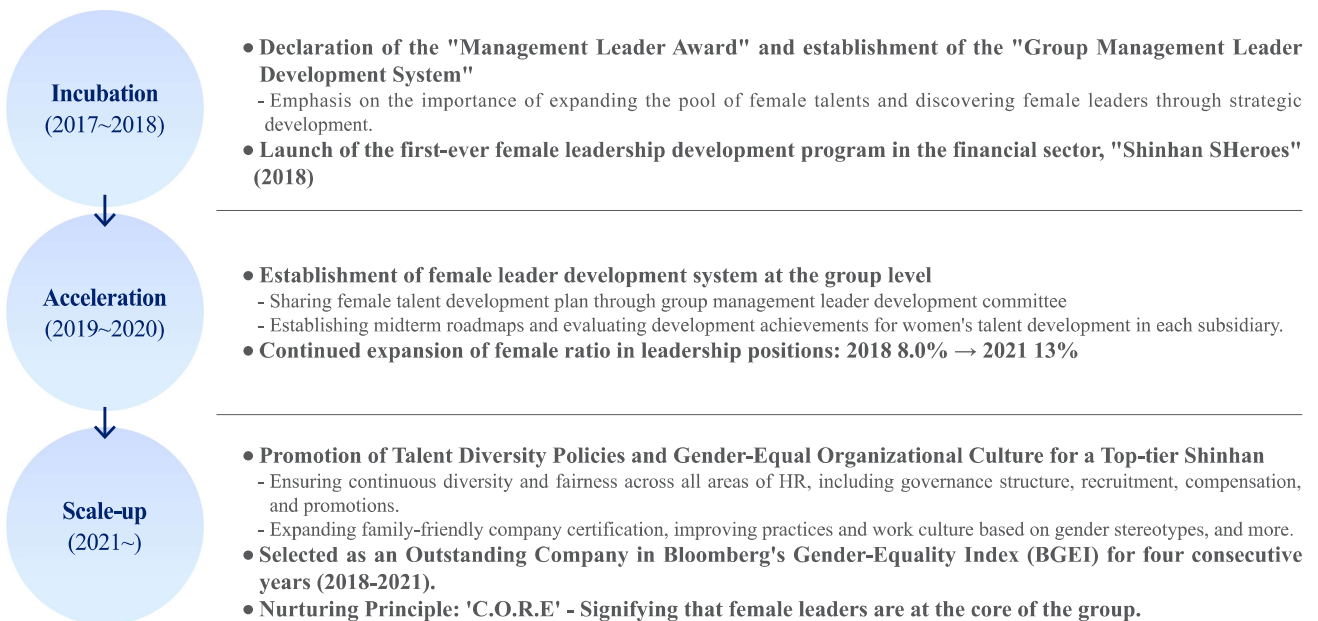 Incubation
(2017~2018)
● Declaration of the "Management Leader Award" and establishment of the "Group Management Leader
Development System"
- Emphasis on the importance of expanding the pool of female talents and discovering female leaders through strategic
development.
● Launch of the first-ever female leadership development program in the financial sector, "Shinhan SHeroes"
(2018)
Acceleration
(2019~2020)
● Establishment of female leader development system at the group level
- Sharing female talent development plan through group management leader development committee
- Establishing midterm roadmaps and evaluating development achievements for women's talent development in each subsidiary.
● Continued expansion of female ratio in leadership positions: 2018 8.0% → 2021 13%
Scale-up
(2021~)
● Promotion of Talent Diversity Policies and Gender-Equal Organizational Culture for a Top-tier Shinhan
- Ensuring continuous diversity and fairness across all areas of HR, including governance structure, recruitment, compensation,
and promotions.
- Expanding family-friendly company certification, improving practices and work culture based on gender stereotypes, and more.
● Selected as an Outstanding Company in Bloomberg's Gender-Equality Index (BGEI) for four consecutive
years (2018-2021).
● Nurturing Principle: 'C.O.R.E' - Signifying that female leaders are at the core of the group.